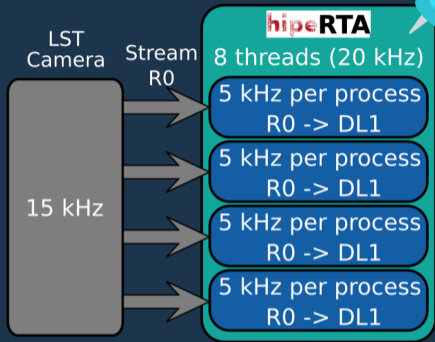 LST
Camera
Stream
R0
15 kHz
hipeRTA
8 threads (20 kHz)
5 kHz per process
R0 -> DL1
5 kHz per process
R0 -> DL1
5 kHz per process
R0 -> DL1
5 kHz per process
R0 -> DL1